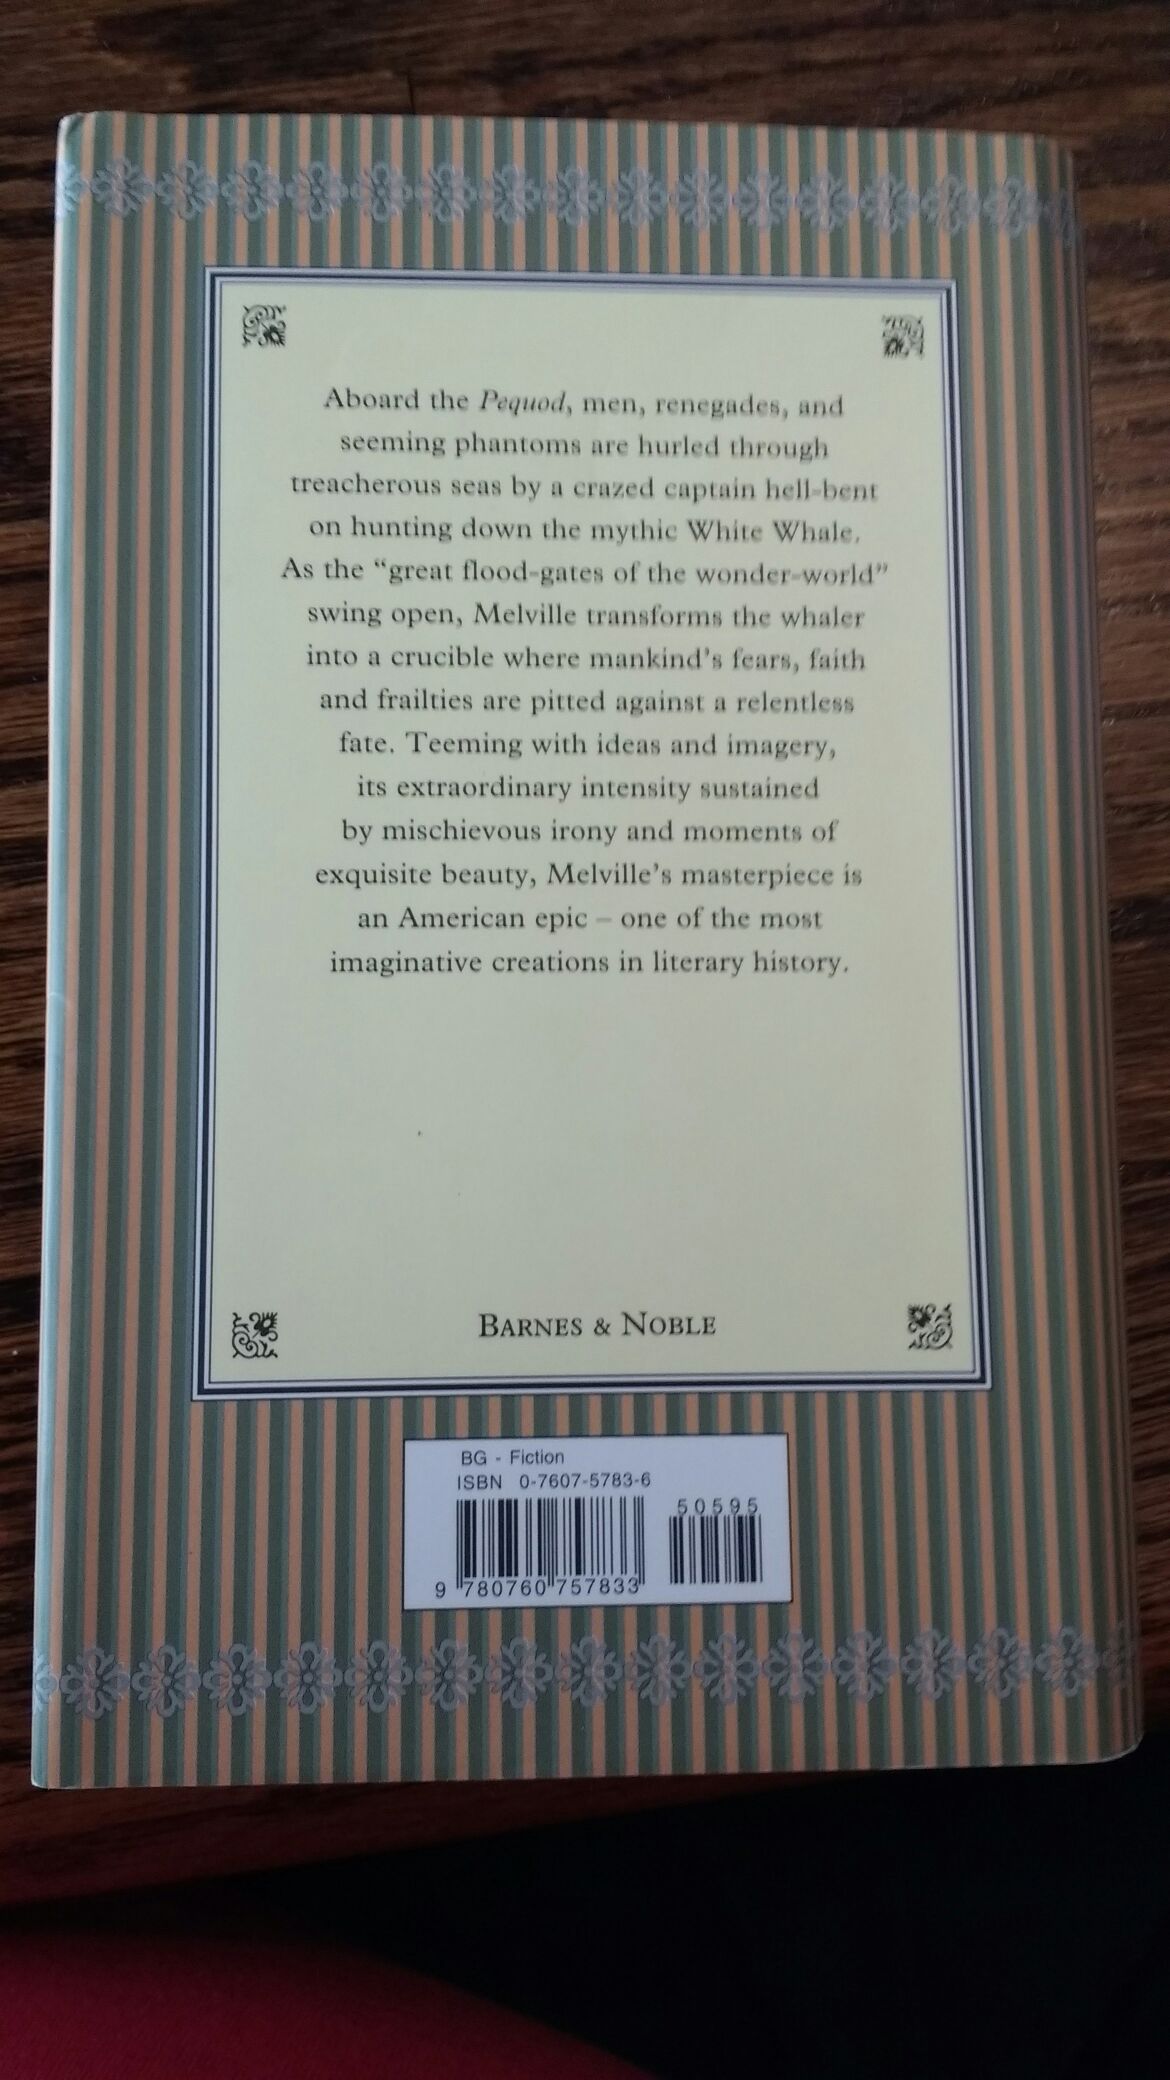 Aboard the Pequod, men, renegades, and
seeming phantoms are hurled through
treacherous seas by a crazed captain hell-bent
on hunting down the mythic White Whale.
As the “great flood-gates of the wonder-world”
swing open, Melville transforms the whaler
into a crucible where mankind’s fears, faith
and frailties are pitted against a relentless
fate. Teeming with ideas and imagery,
its extraordinary intensity sustained
by mischievous irony and moments of
exquisite beauty, Melville’s masterpiece is
an American epic – one of the most
imaginative creations in literary history.
BARNES & NOBLE
BG - Fiction
ISBN 0-7607-5783-6
50595
9 780760 757833